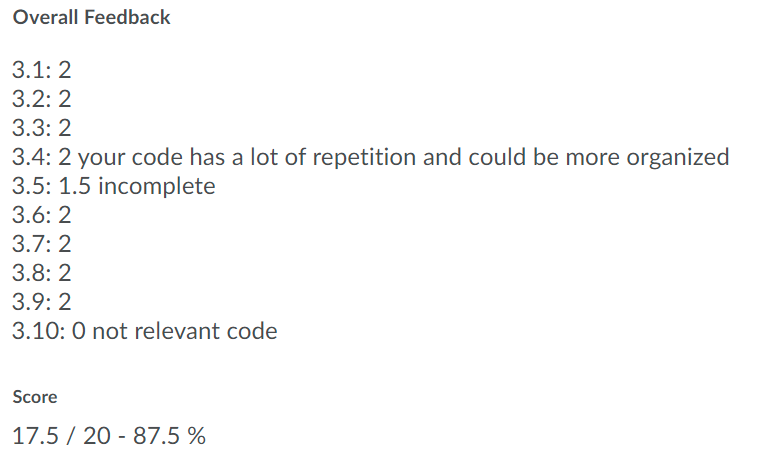 Overall Feedback
3.1: 2
3.2: 2
3.3: 2
3.4: 2 your code has a lot of repetition and could be more organized
3.5: 1.5 incomplete
3.6: 2
3.7: 2
3.8: 2
3.9: 2
3.10: 0 not relevant code
Score
17.5 / 20 - 87.5 %